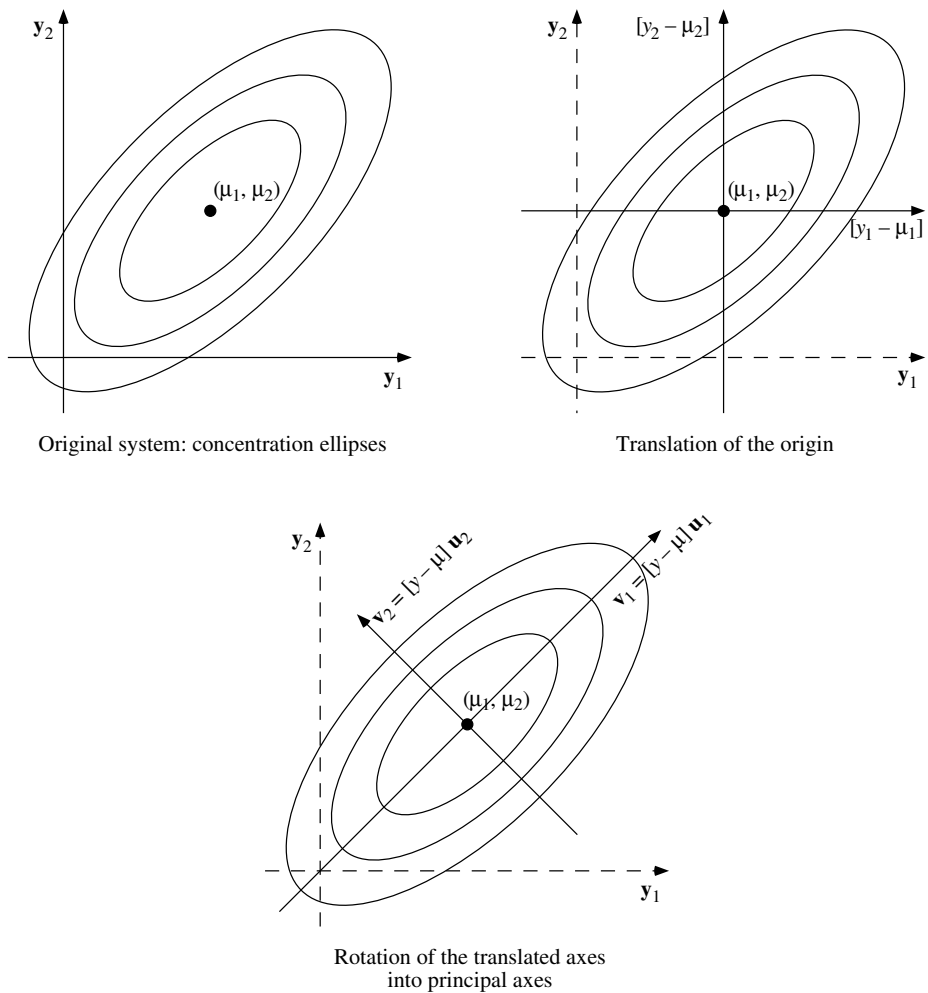 y₂
(μ₁, μ₂)
y₁
Original system: concentration ellipses
y₂
[y₂ – μ₂]
(μ₁, μ₂)
[y₁ – μ₁]
y₁
Translation of the origin
y₂
v₂ = [y – μ] u₂
v₁ = [y – μ] u₁
(μ₁, μ₂)
y₁
Rotation of the translated axes
into principal axes